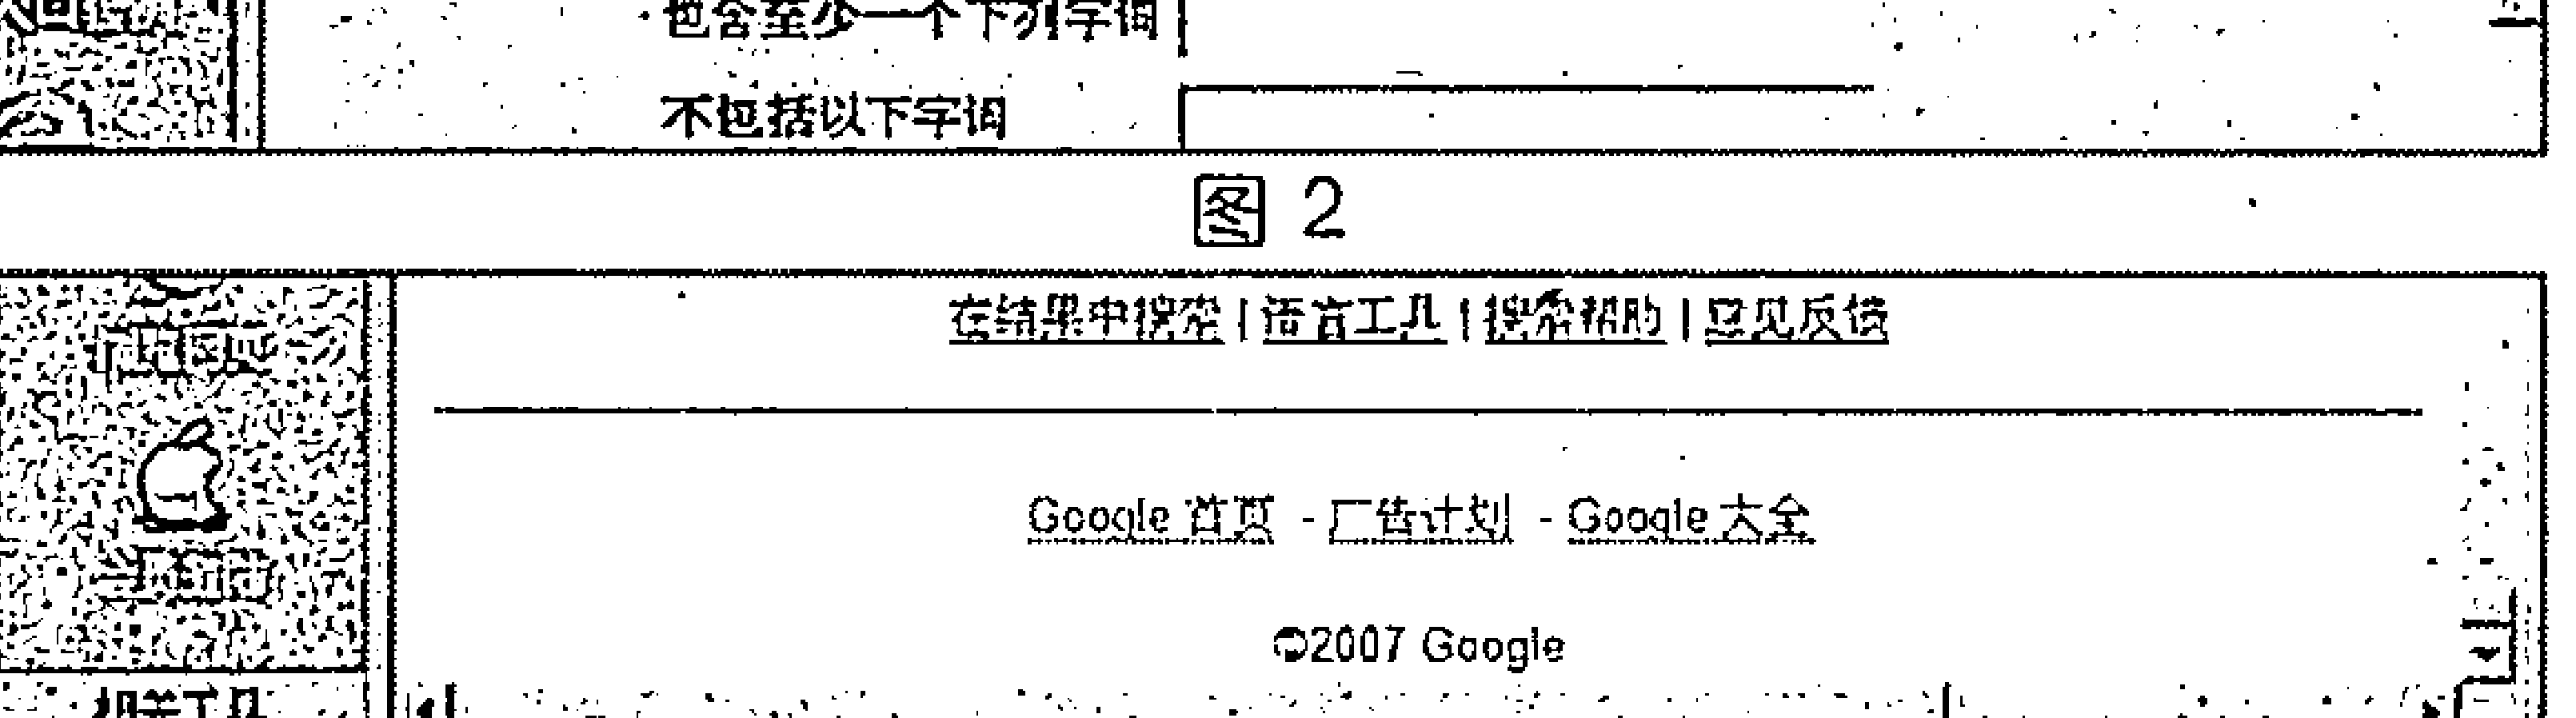 包含至少一个下列字词
不包括以下字词
图 2
在结果中搜索 | 语言工具 | 搜索帮助 | 意见反馈
Google 首页 - 广告计划 - Google 大全
©2007 Google
相关工具